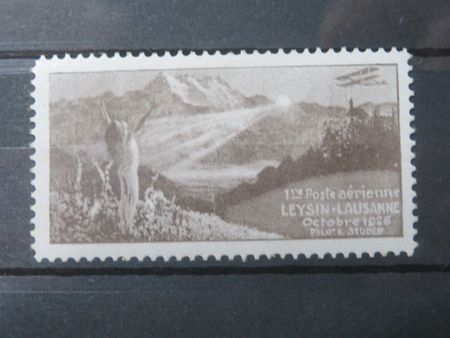 1re Poste aérienne
LEYSIN-LAUSANNE
Octobre 1926
PILOTE STUDER